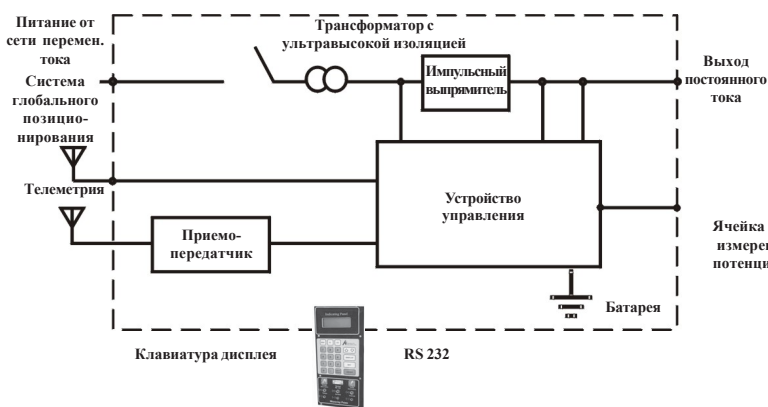 Питание от
сети перемен.
тока
Трансформатор с
ультравысокой изоляцией
Система
глобального
позицио-
нирования
Импульсный
выпрямитель
Выход
постоянного
тока
Телеметрия
Устройство
управления
Приемо-
передатчик
Ячейка
измере
потенци
Батарея
Клавиатура дисплея
RS 232